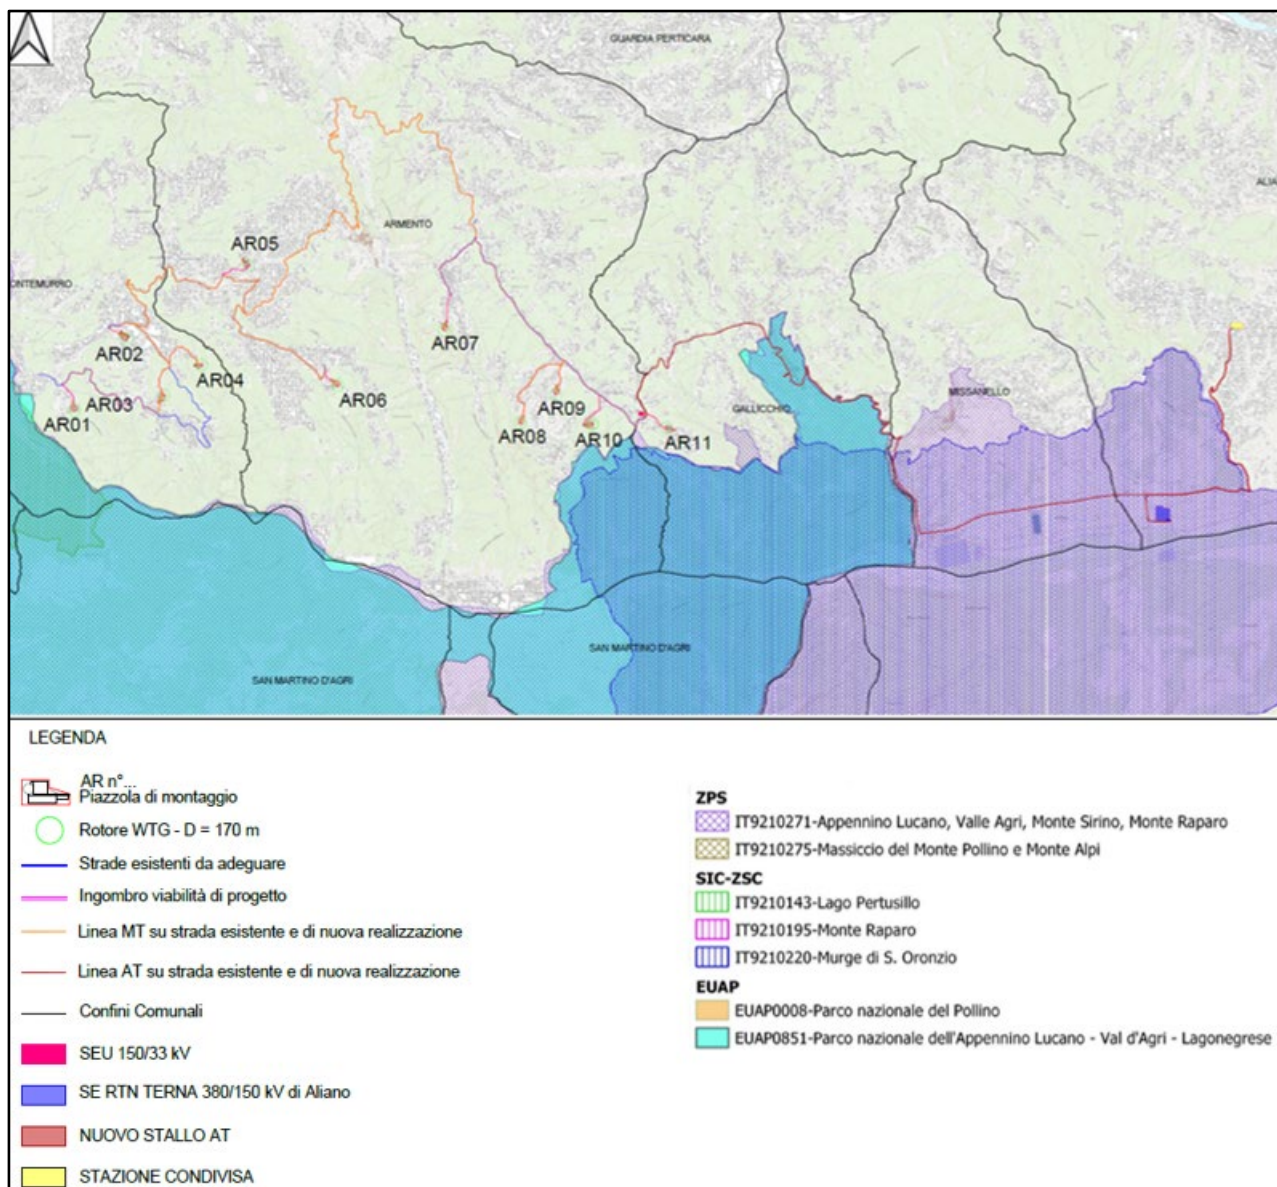 GUARDIA PERTICARA
ALIA
ARMENTO
AR05
ONTEMURRO
AR02
AR07
AR04
AR03
AR01
AR06
AR09
AR08
AR10
AR11
GALLICCHIO
MISSANELLO
SAN MARTINO D'AGRI
SAN MARTINO D'AGRI
LEGENDA
AR n°...
Piazzola di montaggio
Rotore WTG - D = 170 m
Strade esistenti da adeguare
Ingombro viabilità di progetto
Linea MT su strada esistente e di nuova realizzazione
Linea AT su strada esistente e di nuova realizzazione
Confini Comunali
SEU 150/33 kV
SE RTN TERNA 380/150 kV di Aliano
NUOVO STALLO AT
STAZIONE CONDIVISA
ZPS
IT9210271-Appennino Lucano, Valle Agri, Monte Sirino, Monte Raparo
IT9210275-Massiccio del Monte Pollino e Monte Alpi
SIC-ZSC
IT9210143-Lago Pertusillo
IT9210195-Monte Raparo
IT9210220-Murge di S. Oronzio
EUAP
EUAP0008-Parco nazionale del Pollino
EUAP0851-Parco nazionale dell'Appennino Lucano - Val d'Agri - Lagonegrese